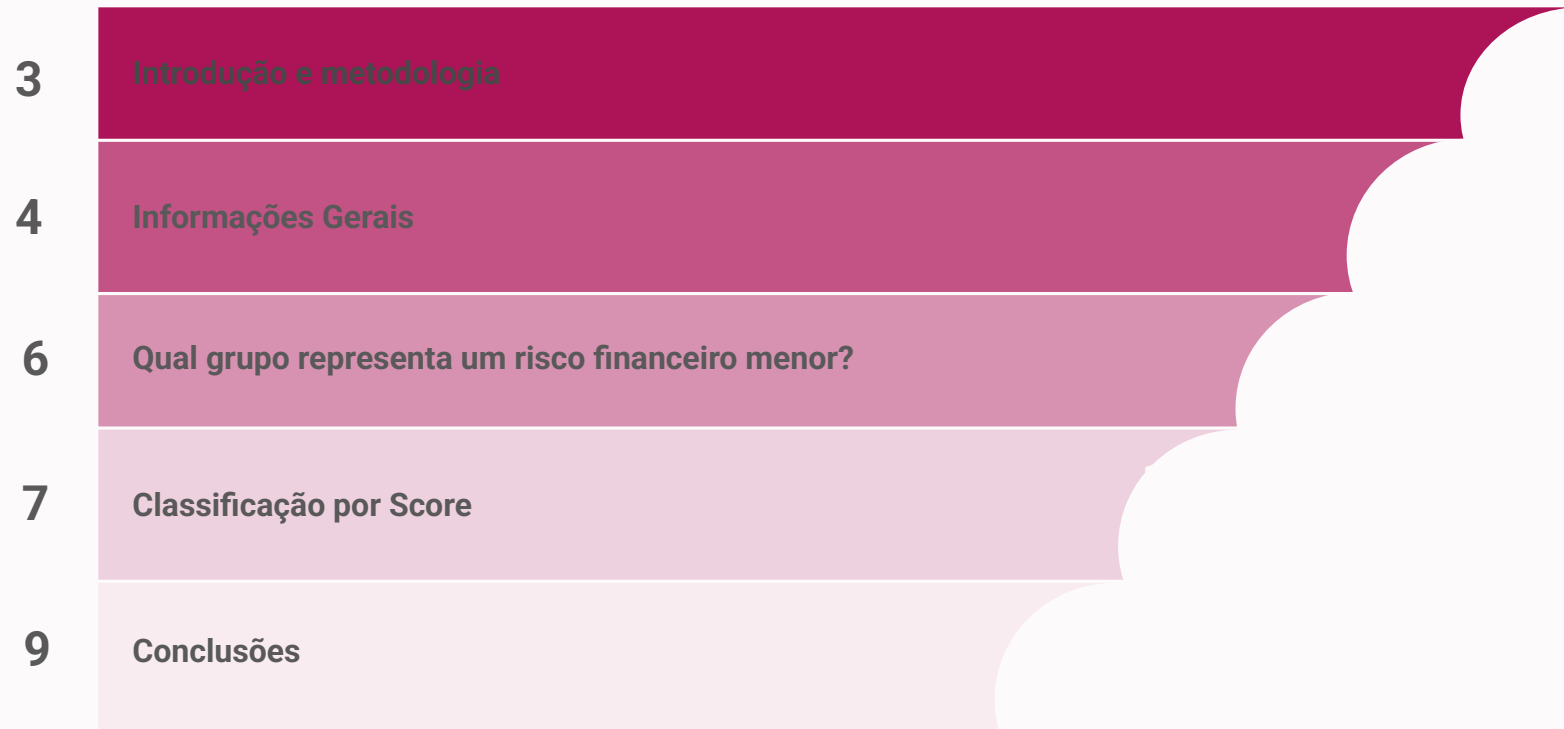 3
Introdução e metodologia
4
Informações Gerais
6
Qual grupo representa um risco financeiro menor?
7
Classificação por Score
9
Conclusões